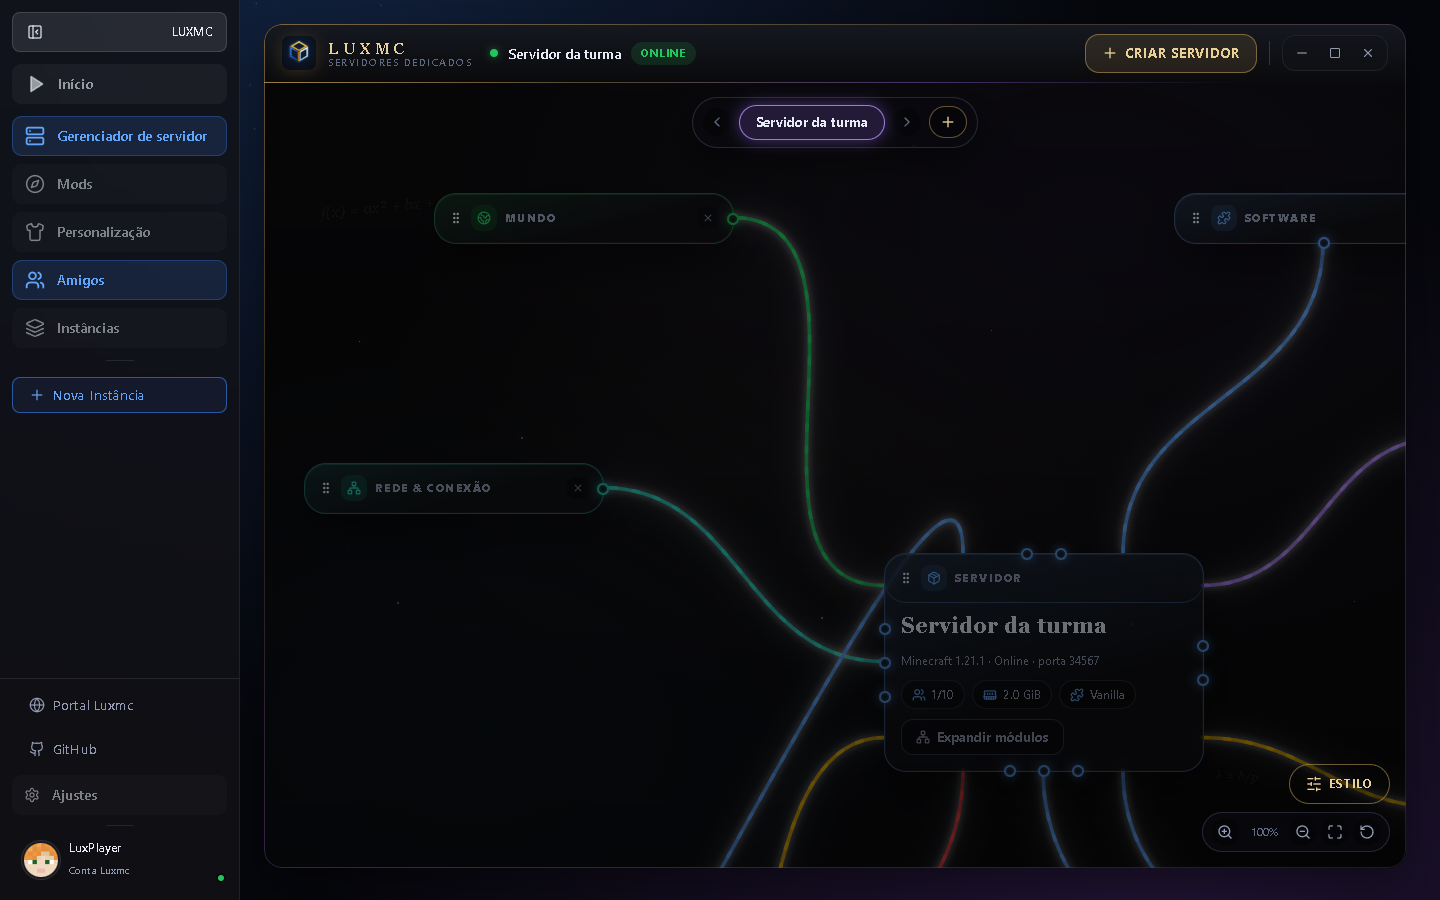 LUXMC
Início
Gerenciador de servidor
Mods
Personalização
Amigos
Instâncias
Nova Instância
Portal Luxmc
GitHub
Ajustes
LuxPlayer
Conta Luxmc
LUXMC
SERVIDORES DEDICADOS
Servidor da turma
ONLINE
CRIAR SERVIDOR
Servidor da turma
MUNDO
SOFTWARE
REDE & CONEXÃO
SERVIDOR
Servidor da turma
Minecraft 1.21.1 · Online · porta 34567
1/10
2.0 GiB
Vanilla
Expandir módulos
ESTILO
100%